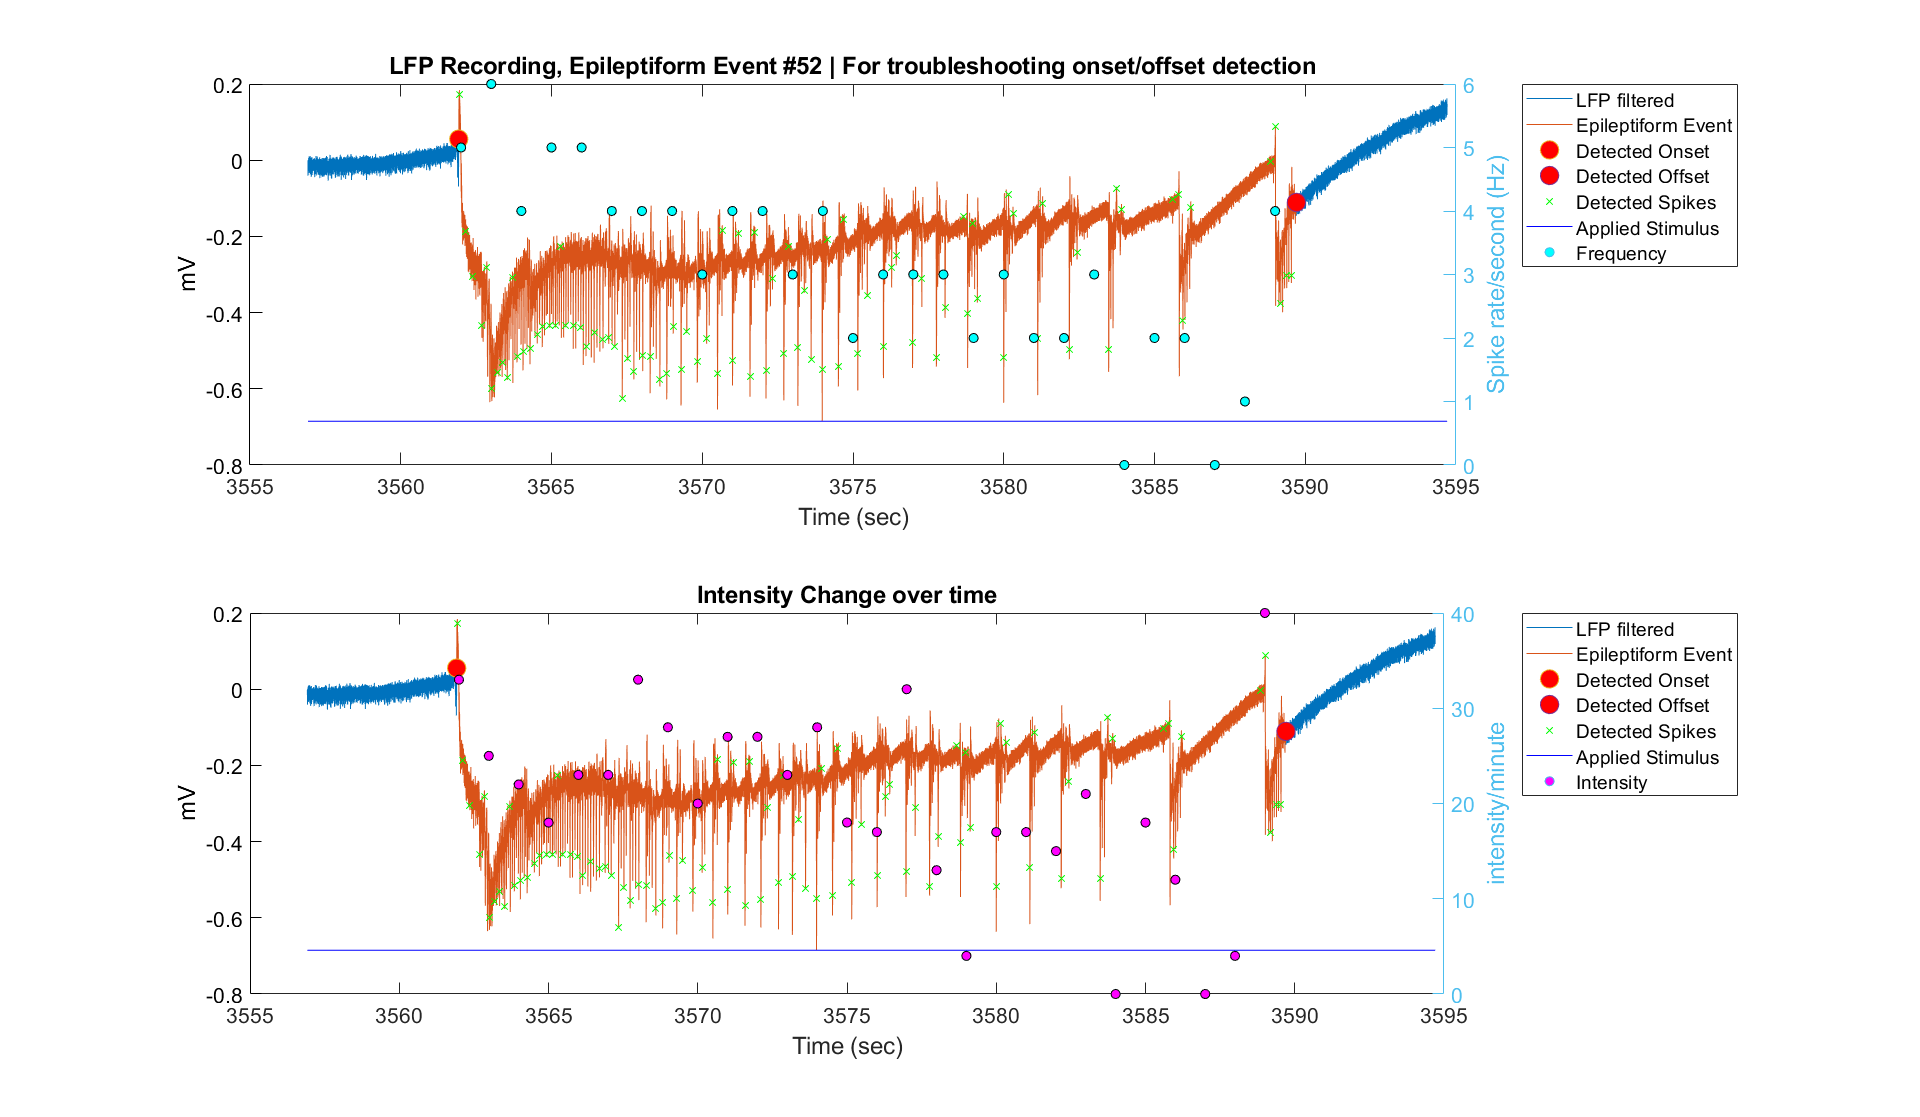 LFP Recording, Epileptiform Event #52 | For troubleshooting onset/offset detection
0.2
0
-0.2
-0.4
-0.6
-0.8
mV
3555 3560 3565 3570 3575 3580 3585 3590 3595
Time (sec)
6
5
4
3
2
1
0
Spike rate/second (Hz)
LFP filtered
Epileptiform Event
Detected Onset
Detected Offset
Detected Spikes
Applied Stimulus
Frequency
Intensity Change over time
0.2
0
-0.2
-0.4
-0.6
-0.8
mV
3555 3560 3565 3570 3575 3580 3585 3590 3595
Time (sec)
40
30
20
10
0
intensity/minute
LFP filtered
Epileptiform Event
Detected Onset
Detected Offset
Detected Spikes
Applied Stimulus
Intensity